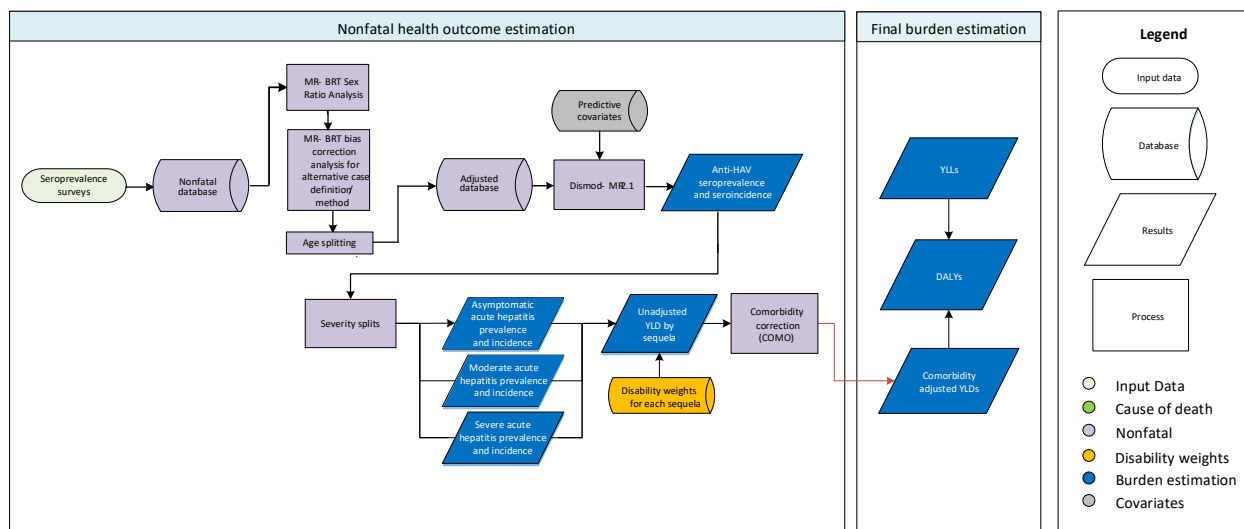 Nonfatal health outcome estimation
Final burden estimation
Legend
MR- BRT Sex
Ratio Analysis
MR- BRT bias
correction
analysis for
alternative case
definition/
method
Age splitting
Seroprevalence
surveys
Nonfatal
database
Adjusted
database
Predictive
covariates
Dismod- MR2.1
Anti-HAV
seroprevalence
and seroincidence
Severity splits
Asymptomatic
acute hepatitis
prevalence
and incidence
Moderate acute
hepatitis prevalence
and incidence
Severe acute
hepatitis prevalence
and incidence
Unadjusted
YLD by
sequela
Disability weights
for each sequela
Comorbidity
correction
(COMO)
YLLs
DALYs
Comorbidity
adjusted YLDs
Input data
Database
Results
Process
Input Data
Cause of death
Nonfatal
Disability weights
Burden estimation
Covariates